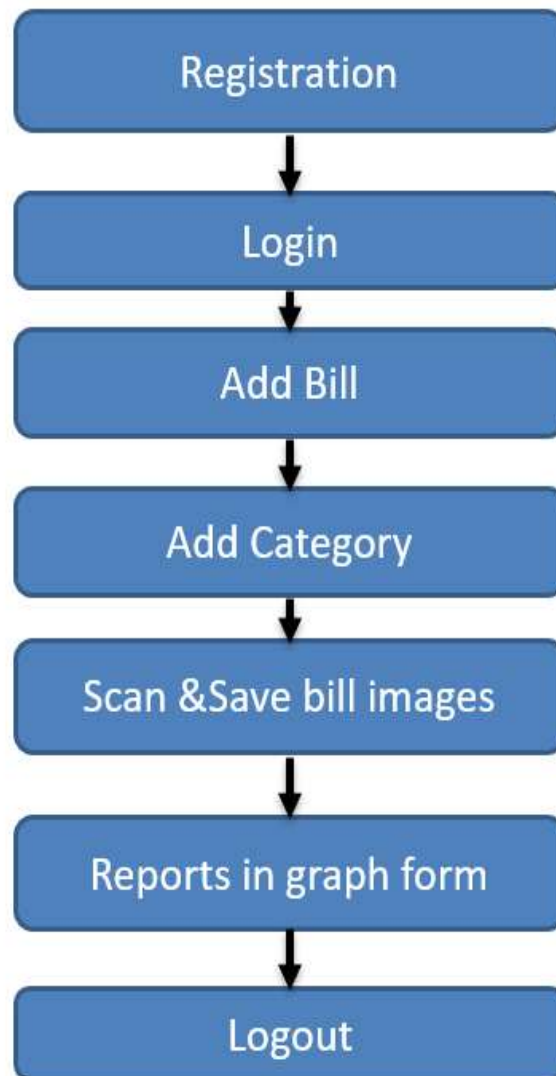 Registration
Login
Add Bill
Add Category
Scan &Save bill images
Reports in graph form
Logout